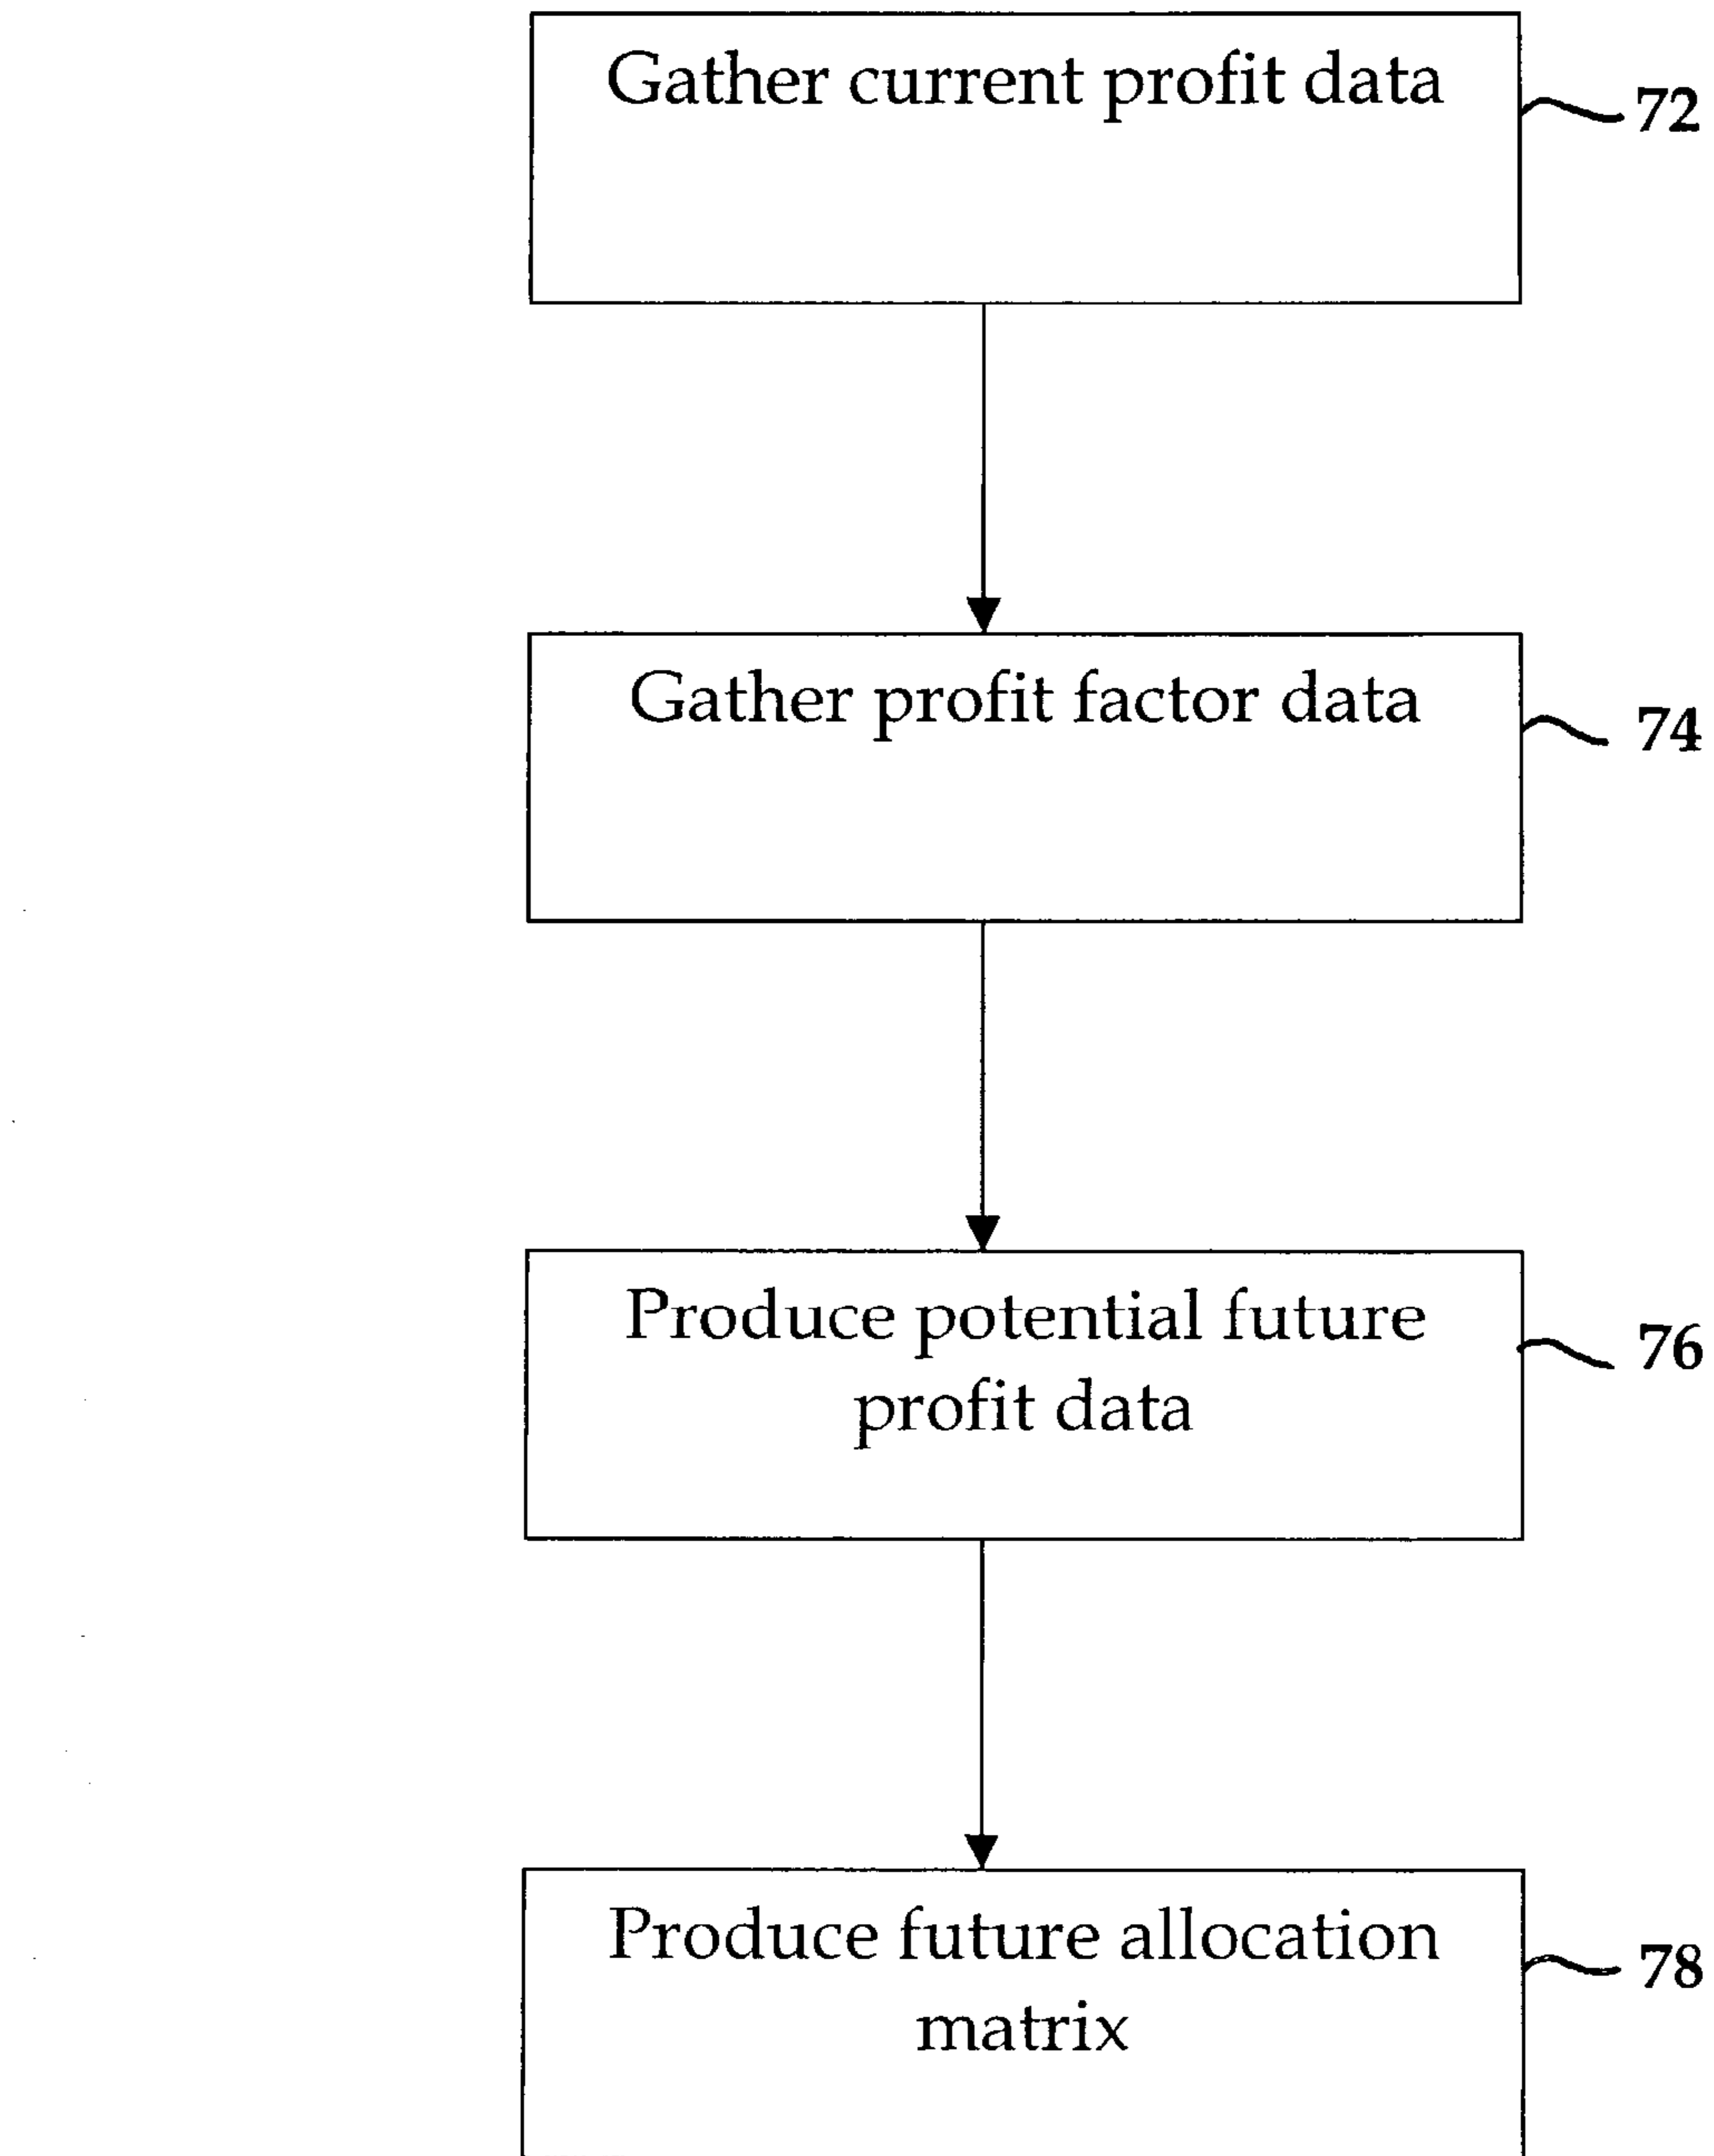 Gather current profit data
72
Gather profit factor data
74
Produce potential future
profit data
76
Produce future allocation
matrix
78